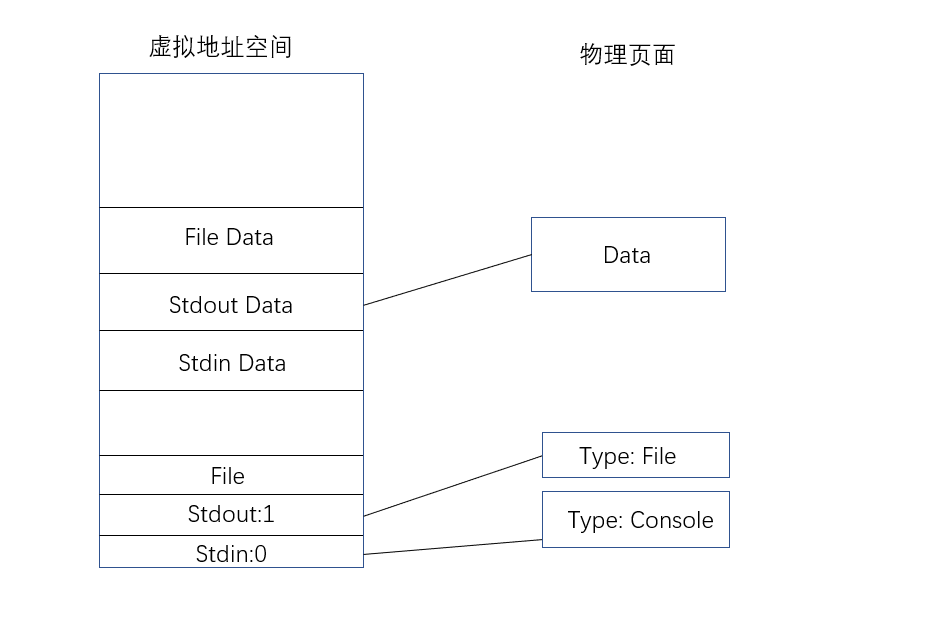 虚拟地址空间
物理页面
File Data
Data
Stdout Data
Stdin Data
File
Type: File
Stdout:1
Type: Console
Stdin:0